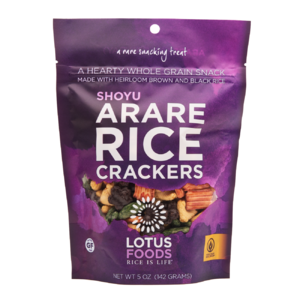 a rare snacking treat
A HEARTY WHOLE GRAIN SNACK
MADE WITH HEIRLOOM BROWN AND BLACK RICE
SHOYU
ARARE
RICE
CRACKERS
GF
LOTUS
FOODS
RICE IS LIFE®
NET WT 5 OZ (142 GRAMS)